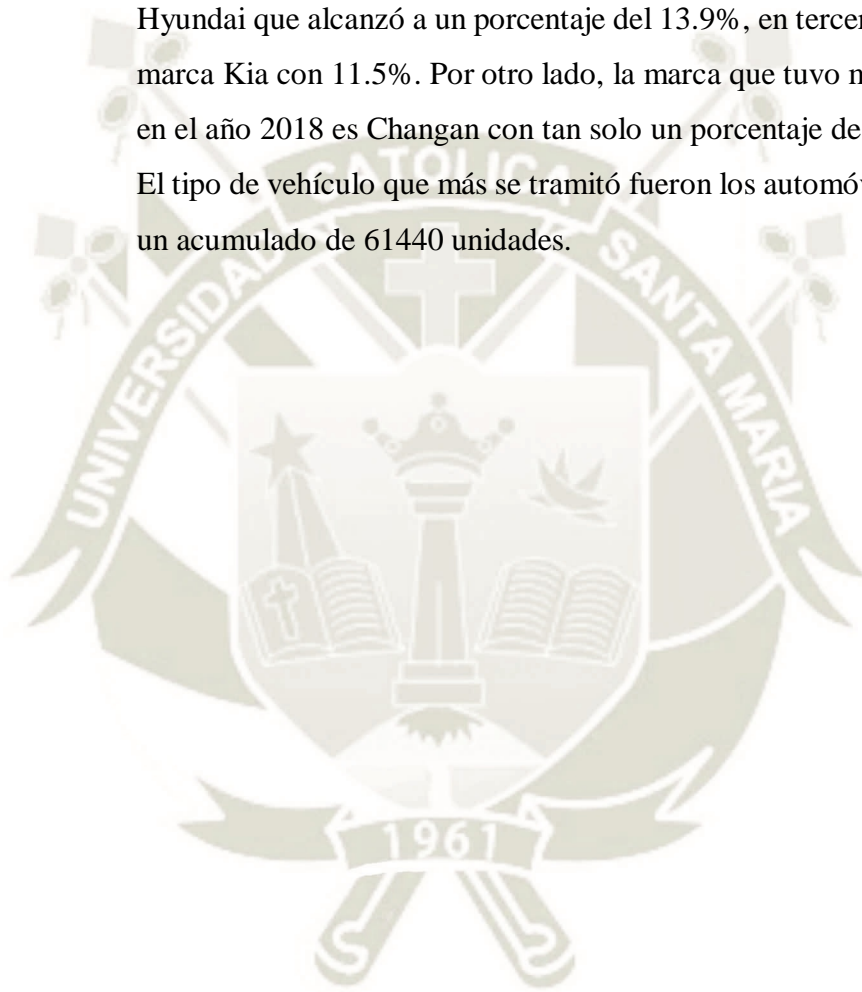 Hyundai que alcanzó a un porcentaje del 13.9%, en tercer
marca Kia con 11.5%. Por otro lado, la marca que tuvo
en el año 2018 es Changan con tan solo un porcentaje de
El tipo de vehículo que más se tramitó fueron los
un acumulado de 61440 unidades.
UNIVERSIDAD CATOLICA SANTA MARIA
1961